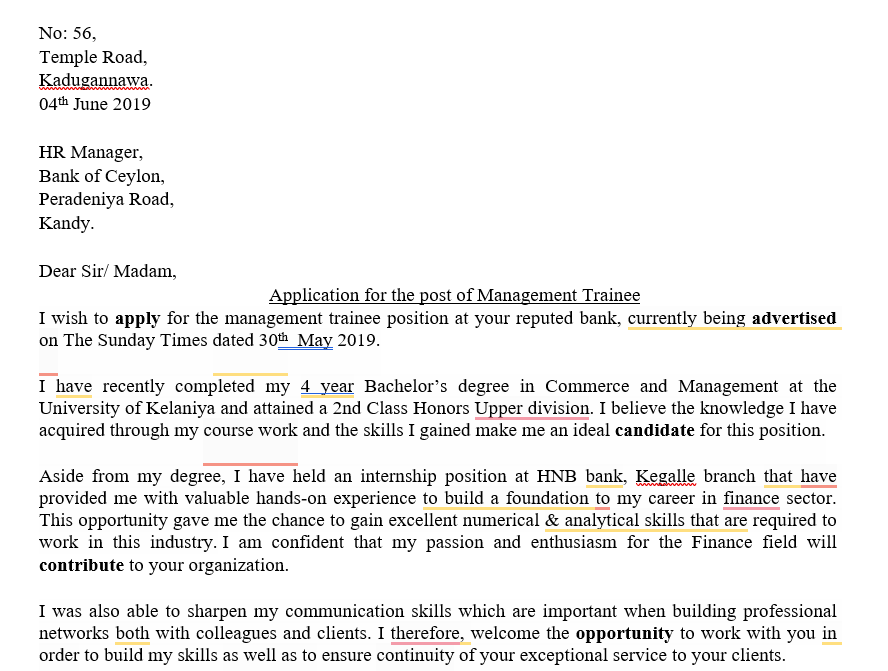 No: 56,
Temple Road,
Kadugannawa.
04th June 2019
HR Manager,
Bank of Ceylon,
Peradeniya Road,
Kandy.
Dear Sir/ Madam,
Application for the post of Management Trainee
I wish to apply for the management trainee position at your reputed bank, currently being advertised
on The Sunday Times dated 30th May 2019.
I have recently completed my 4 year Bachelor’s degree in Commerce and Management at the
University of Kelaniya and attained a 2nd Class Honors Upper division. I believe the knowledge I have
acquired through my course work and the skills I gained make me an ideal candidate for this position.
Aside from my degree, I have held an internship position at HNB bank, Kegalle branch that have
provided me with valuable hands-on experience to build a foundation to my career in finance sector.
This opportunity gave me the chance to gain excellent numerical & analytical skills that are required to
work in this industry. I am confident that my passion and enthusiasm for the Finance field will
contribute to your organization.
I was also able to sharpen my communication skills which are important when building professional
networks both with colleagues and clients. I therefore, welcome the opportunity to work with you in
order to build my skills as well as to ensure continuity of your exceptional service to your clients.